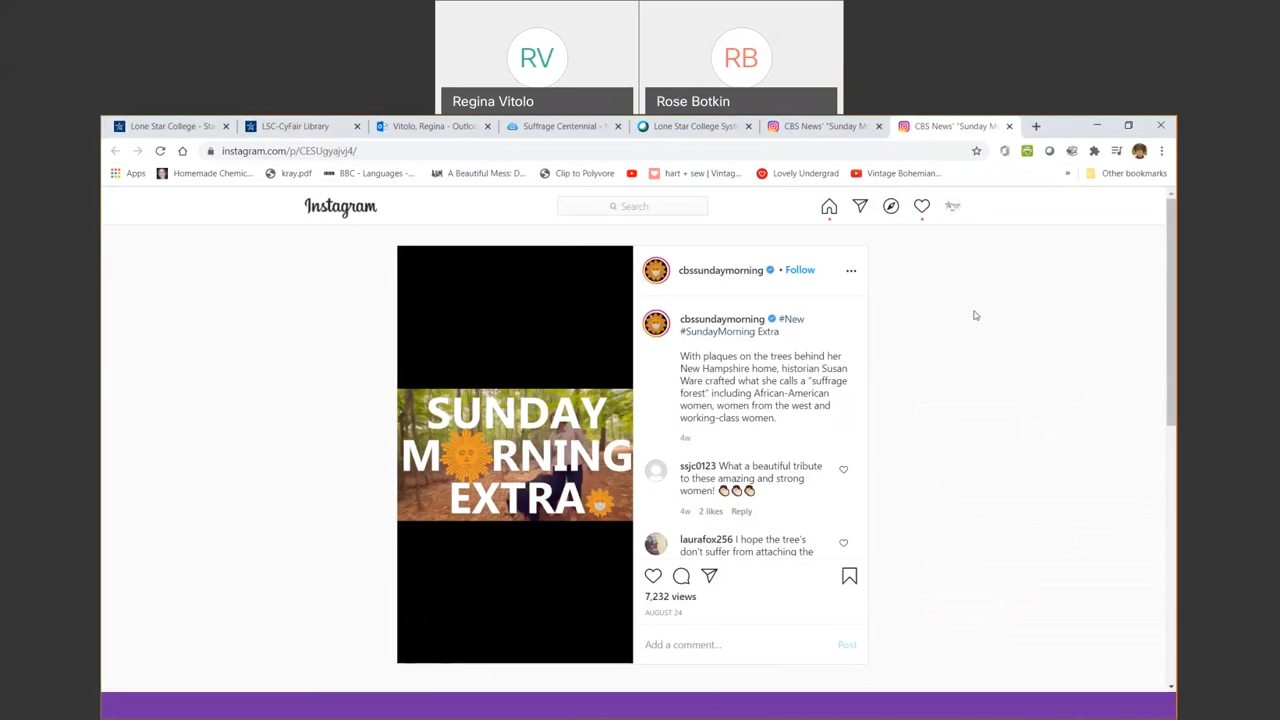 RV
RB
Regina Vitolo
Rose Botkin
Lone Star College - Sta
LSC-CyFair Library
Vitolo, Regina - Outloo
Suffrage Centennial - 
Lone Star College Syst
CBS News' "Sunday M
CBS News' "Sunday M
instagram.com/p/CESUgyajvj4/
Apps
Homemade Chemic...
kray.pdf
BBC - Languages -...
A Beautiful Mess: D...
Clip to Polyvore
hart + sew | Vintag...
Lovely Undergrad
Vintage Bohemian...
»
Other bookmarks
Instagram
Search
cbssundaymorning • Follow
cbssundaymorning #New
#SundayMorning Extra
With plaques on the trees behind her
New Hampshire home, historian Susan
Ware crafted what she calls a "suffrage
forest" including African-American
women, women from the west and
working-class women.
4w
ssjc0123 What a beautiful tribute
to these amazing and strong
women! 👏🏻👏🏻👏🏻
4w 2 likes Reply
laurafox256 I hope the tree's
don't suffer from attaching the
7,232 views
AUGUST 24
Add a comment... Post
SUNDAY
MORNING
EXTRA